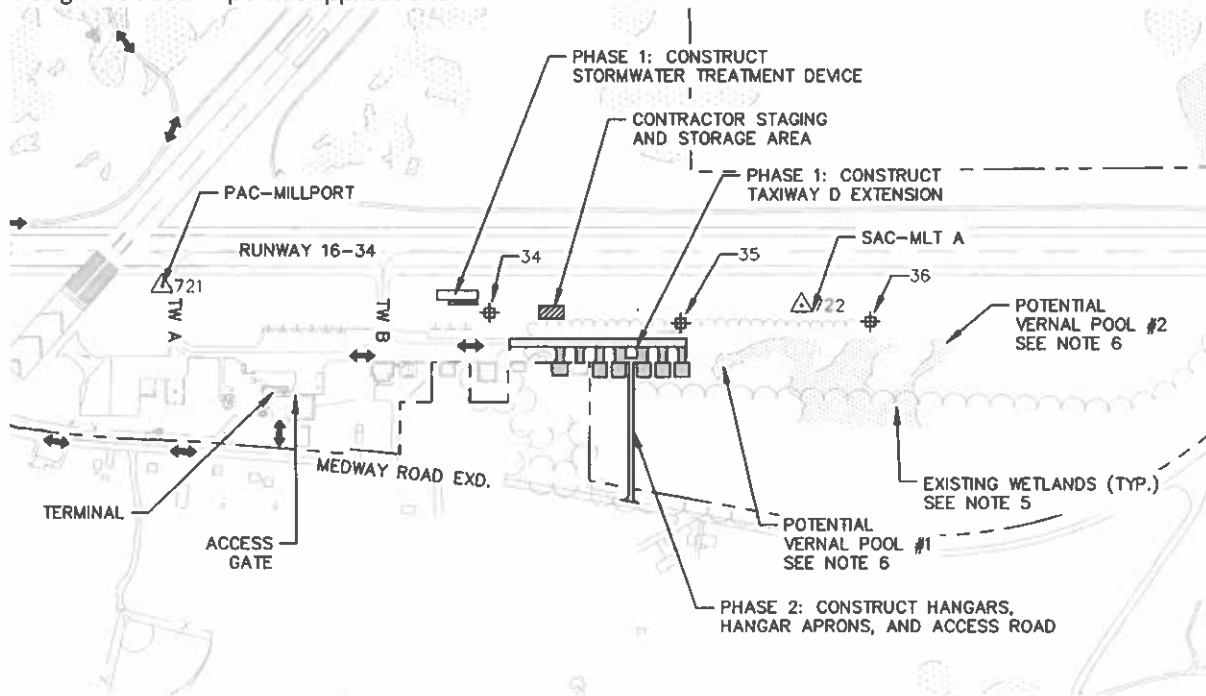 PHASE 1: CONSTRUCT
STORMWATER TREATMENT DEVICE
CONTRACTOR STAGING
AND STORAGE AREA
PHASE 1: CONSTRUCT
TAXIWAY D EXTENSION
PAC-MILLPORT
RUNWAY 16-34
SAC-MLT A
34
35
36
721
722
TW A
TW B
POTENTIAL
VERNAL POOL #2
SEE NOTE 6
MEDWAY ROAD EXD.
TERMINAL
ACCESS
GATE
EXISTING WETLANDS (TYP.)
SEE NOTE 5
POTENTIAL
VERNAL POOL #1
SEE NOTE 6
PHASE 2: CONSTRUCT HANGARS,
HANGAR APRONS, AND ACCESS ROAD